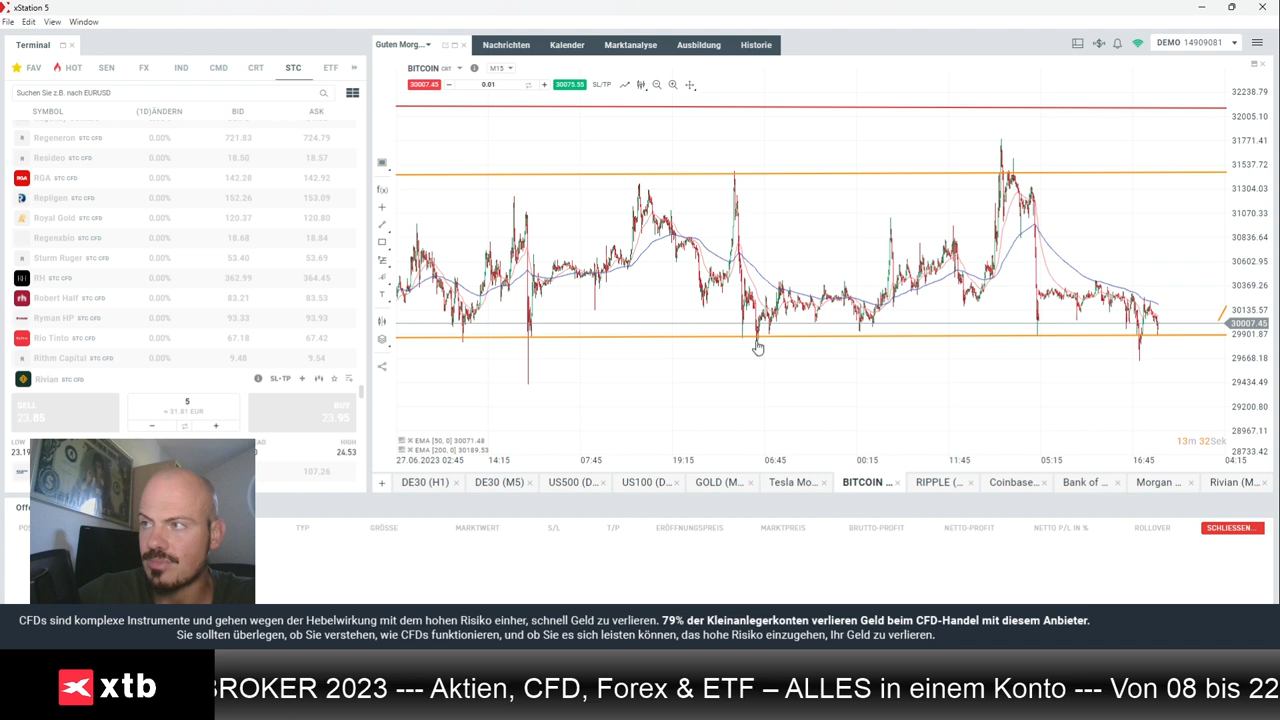 xStation 5
File Edit View Window
Terminal
FAV HOT SEN FX IND CMD CRT STC ETF
Suchen Sie z.B. nach EURUSD
SYMBOL (1D)ÄNDERN BID ASK
Regeneron STC CFD 0.00% 721.83 724.79
Resideo STC CFD 0.00% 18.50 18.57
RGA STC CFD 0.00% 142.28 142.92
Repligen STC CFD 0.00% 152.26 153.09
Royal Gold STC CFD 0.00% 120.37 120.80
Regenxbio STC CFD 0.00% 18.68 18.84
Sturm Ruger STC CFD 0.00% 53.40 53.69
RH STC CFD 0.00% 362.99 364.45
Robert Half STC CFD 0.00% 83.21 83.53
Ryman HP STC CFD 0.00% 93.33 93.93
Rio Tinto STC CFD 0.00% 67.18 67.42
Rithm Capital STC CFD 0.00% 9.48 9.54
Rivian STC CFD SL+TP
SELL 23.85
5
≈ 31.81 EUR
BUY 23.95
LOW HIGH
24.53
107.26
Guten Morg... Nachrichten Kalender Marktanalyse Ausbildung Historie
DEMO 14909081
BITCOIN CRT M15
30007.45 0.01 30075.55 SL/TP
32238.79
32005.10
31771.41
31537.72
31304.03
31070.33
30836.64
30602.95
30369.26
30135.57
30007.45
29901.87
29668.18
29434.49
29200.80
28967.11
28733.42
13m 32Sek
EMA [50, 0] 30071.48
EMA [200, 0] 30189.53
27.06.2023 02:45 14:15 07:45 19:15 06:45 00:15 11:45 05:15 16:45 04:15
DE30 (H1) DE30 (M5) US500 (D... US100 (D... GOLD (M... Tesla Mo... BITCOIN ... RIPPLE (... Coinbase... Bank of ... Morgan ... Rivian (M...
TYP GRÖSSE MARKTWERT S/L T/P ERÖFFNUNGSPREIS MARKTPREIS BRUTTO-PROFIT NETTO-PROFIT NETTO P/L IN % ROLLOVER SCHLIESSEN...
CFDs sind komplexe Instrumente und gehen wegen der Hebelwirkung mit dem hohen Risiko einher, schnell Geld zu verlieren. 79% der Kleinanlegerkonten verlieren Geld beim CFD-Handel mit diesem Anbieter.
Sie sollten überlegen, ob Sie verstehen, wie CFDs funktionieren, und ob Sie es sich leisten können, das hohe Risiko einzugehen, Ihr Geld zu verlieren.
xtb
BROKER 2023 --- Aktien, CFD, Forex & ETF – ALLES in einem Konto --- Von 08 bis 22